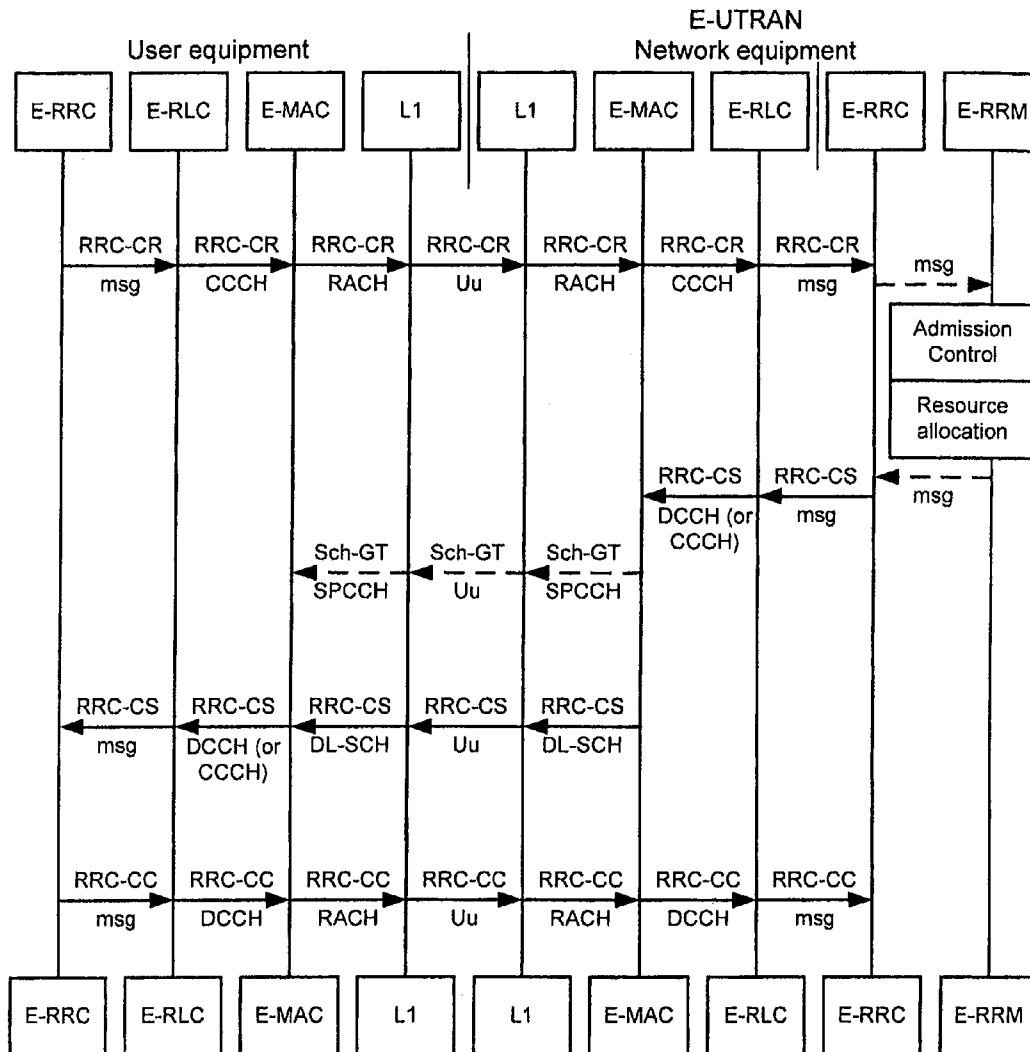 E-UTRAN
User equipment
Network equipment
E-RRC E-RLC E-MAC L1 L1 E-MAC E-RLC E-RRC E-RRM
RRC-CR RRC-CR RRC-CR RRC-CR RRC-CR RRC-CR RRC-CR
msg CCCH RACH Uu RACH CCCH msg
msg
Admission
Control
Resource
allocation
msg
RRC-CS RRC-CS
DCCH (or msg
CCCH)
Sch-GT Sch-GT Sch-GT
SPCCH Uu SPCCH
RRC-CS RRC-CS RRC-CS RRC-CS RRC-CS
msg DCCH (or DL-SCH Uu DL-SCH
CCCH)
RRC-CC RRC-CC RRC-CC RRC-CC RRC-CC RRC-CC RRC-CC
msg DCCH RACH Uu RACH DCCH msg
E-RRC E-RLC E-MAC L1 L1 E-MAC E-RLC E-RRC E-RRM